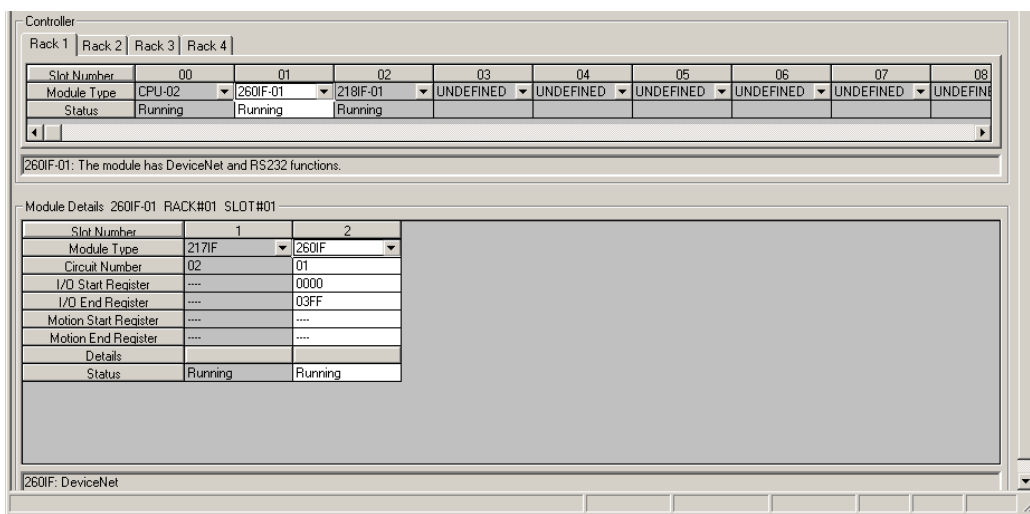 Controller
Rack 1 Rack 2 Rack 3 Rack 4
Slot Number 00 01 02 03 04 05 06 07 08
Module Type CPU-02 260IF-01 218IF-01 UNDEFINED UNDEFINED UNDEFINED UNDEFINED UNDEFINED UNDEFINE
Status Running Running Running
260IF-01: The module has DeviceNet and RS232 functions.
Module Details 260IF-01 RACK#01 SLOT#01
Slot Number 1 2
Module Type 217IF 260IF
Circuit Number 02 01
I/O Start Register ---- 0000
I/O End Register ---- 03FF
Motion Start Register ---- ----
Motion End Register ---- ----
Details
Status Running Running
260IF: DeviceNet